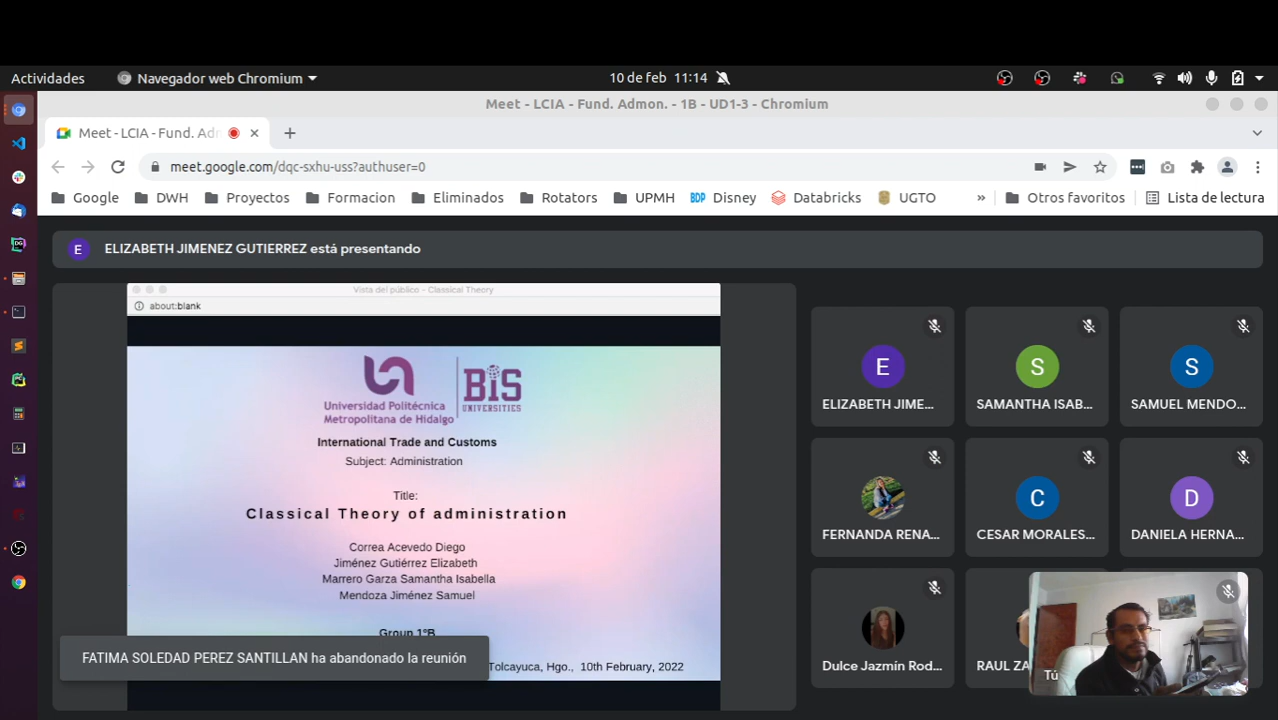 Actividades
Navegador web Chromium
10 de feb 11:14
Meet - LCIA - Fund. Admon. - 1B - UD1-3 - Chromium
Meet - LCIA - Fund. Adm
meet.google.com/dqc-sxhu-uss?authuser=0
Google DWH Proyectos Formacion Eliminados Rotators UPMH BDP Disney Databricks UGTO » Otros favoritos Lista de lectura
E ELIZABETH JIMENEZ GUTIERREZ está presentando
Vista del público - Classical Theory
about:blank
Universidad Politécnica
Metropolitana de Hidalgo
BIS
UNIVERSITIES
International Trade and Customs
Subject: Administration
Title:
Classical Theory of administration
Correa Acevedo Diego
Jiménez Gutiérrez Elizabeth
Marrero Garza Samantha Isabella
Mendoza Jiménez Samuel
Group 1ºB
Tolcayuca, Hgo., 10th February, 2022
FATIMA SOLEDAD PEREZ SANTILLAN ha abandonado la reunión
E
ELIZABETH JIME...
S
SAMANTHA ISAB...
S
SAMUEL MENDO...
FERNANDA RENA...
C
CESAR MORALES...
D
DANIELA HERNA...
Dulce Jazmín Rod...
RAUL ZA
Tú